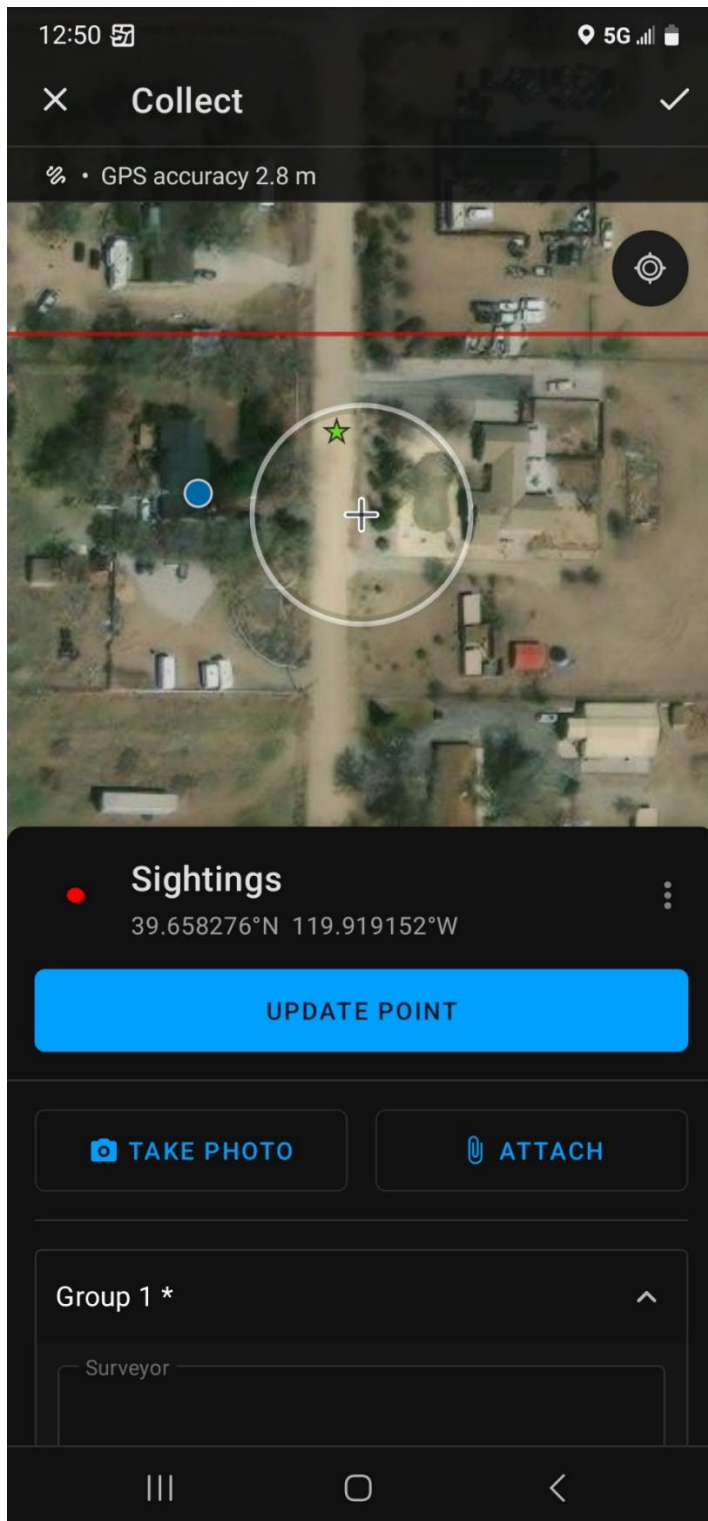 12:50
5G
Collect
• GPS accuracy 2.8 m
Sightings
39.658276°N 119.919152°W
UPDATE POINT
TAKE PHOTO
ATTACH
Group 1 *
Surveyor